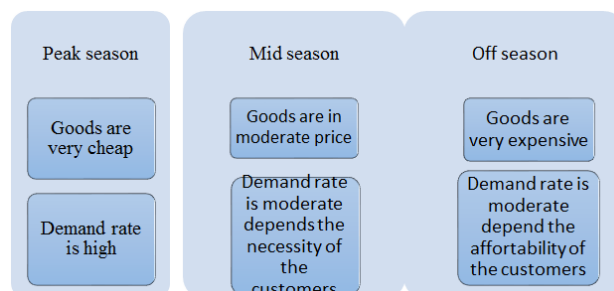 Peak season
Goods are
very cheap
Demand rate
is high
Mid season
Goods are in
moderate price
Demand rate
is moderate
depends the
necessity of
the
customers
Off season
Goods are
very expensive
Demand rate is
moderate
depend the
affortability of
the customers